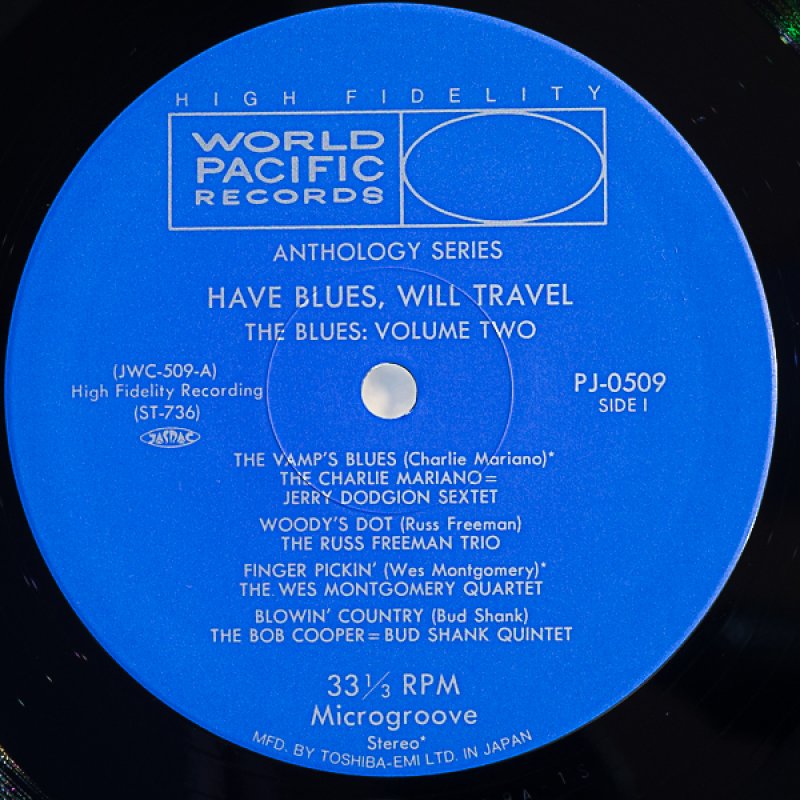 HIGH FIDELITY
WORLD
PACIFIC
RECORDS
ANTHOLOGY SERIES
HAVE BLUES, WILL TRAVEL
THE BLUES: VOLUME TWO
(JWC-509-A)
High Fidelity Recording
(ST-736)
JASRAC
PJ-0509
SIDE I
THE VAMP'S BLUES (Charlie Mariano)*
THE CHARLIE MARIANO=
JERRY DODGION SEXTET
WOODY'S DOT (Russ Freeman)
THE RUSS FREEMAN TRIO
FINGER PICKIN' (Wes Montgomery)*
THE WES MONTGOMERY QUARTET
BLOWIN' COUNTRY (Bud Shank)
THE BOB COOPER=BUD SHANK QUINTET
33 1/3 RPM
Microgroove
Stereo*
MFD. BY TOSHIBA-EMI LTD. IN JAPAN